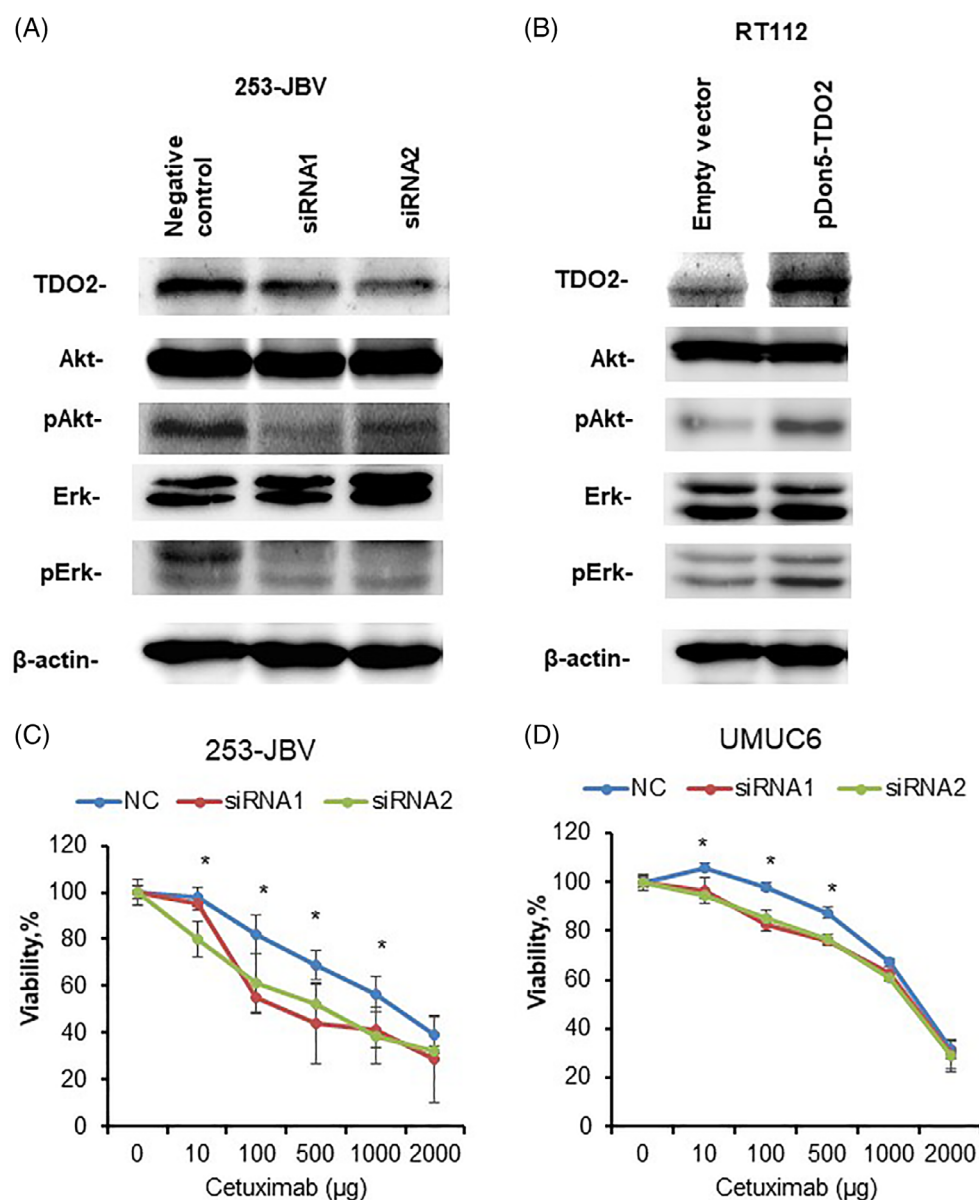 (A)
253-JBV
Negative
control
siRNA1
siRNA2
TDO2-
Akt-
pAkt-
Erk-
pErk-
β-actin-
(B)
RT112
Empty vector
pDon5-TDO2
TDO2-
Akt-
pAkt-
Erk-
pErk-
β-actin-
(C)
253-JBV
NC siRNA1 siRNA2
120
100
80
60
40
20
0
Viability,%
* * * *
0 10 100 500 1000 2000
Cetuximab (µg)
(D)
UMUC6
NC siRNA1 siRNA2
120
100
80
60
40
20
0
Viability,%
* * *
0 10 100 500 1000 2000
Cetuximab (µg)